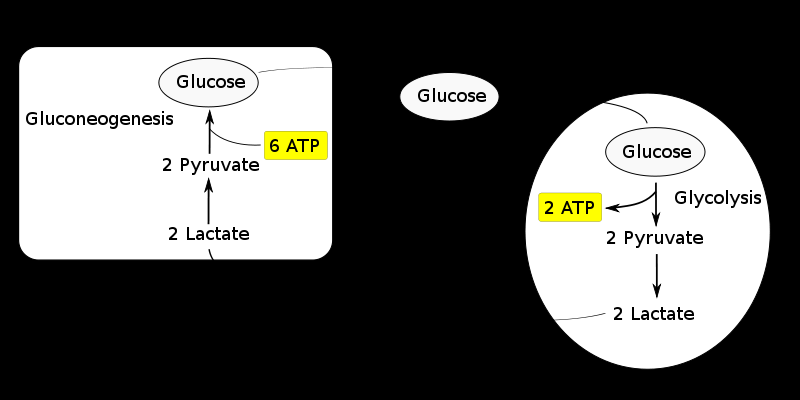 Glucose
Gluconeogenesis
6 ATP
2 Pyruvate
2 Lactate
Glucose
Glucose
Glycolysis
2 ATP
2 Pyruvate
2 Lactate